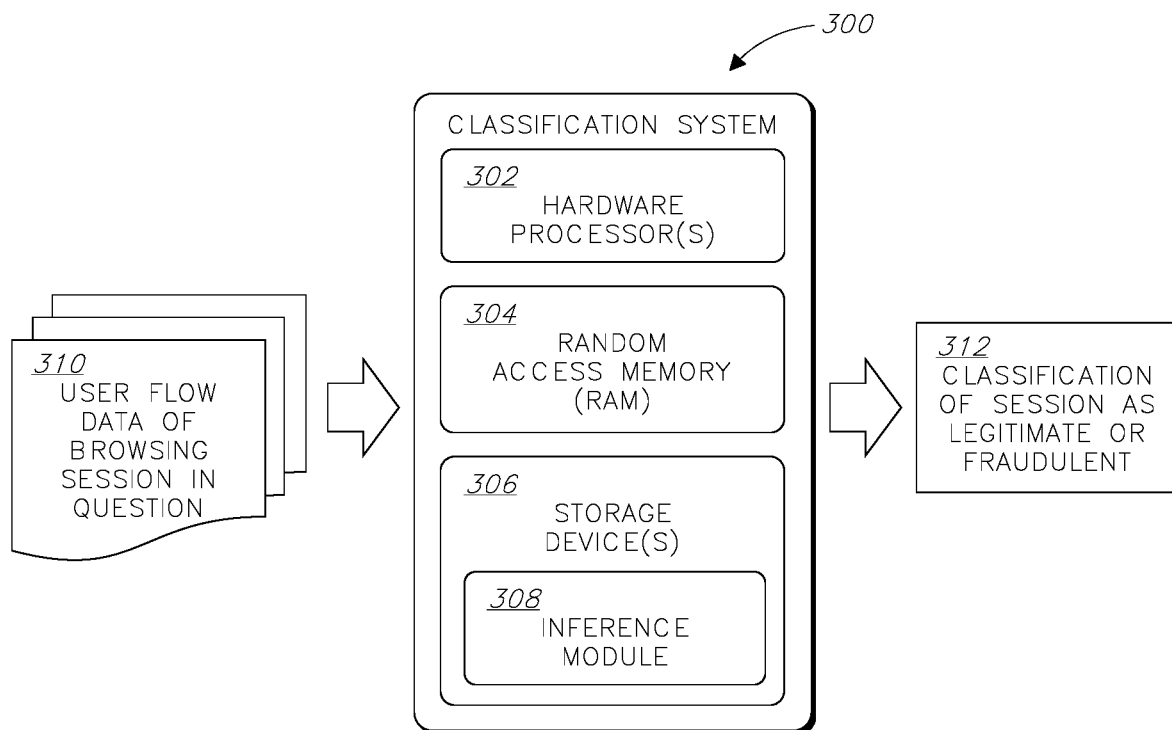 300
310
USER FLOW
DATA OF
BROWSING
SESSION IN
QUESTION
CLASSIFICATION SYSTEM
302
HARDWARE
PROCESSOR(S)
304
RANDOM
ACCESS MEMORY
(RAM)
306
STORAGE
DEVICE(S)
308
INFERENCE
MODULE
312
CLASSIFICATION
OF SESSION AS
LEGITIMATE OR
FRAUDULENT